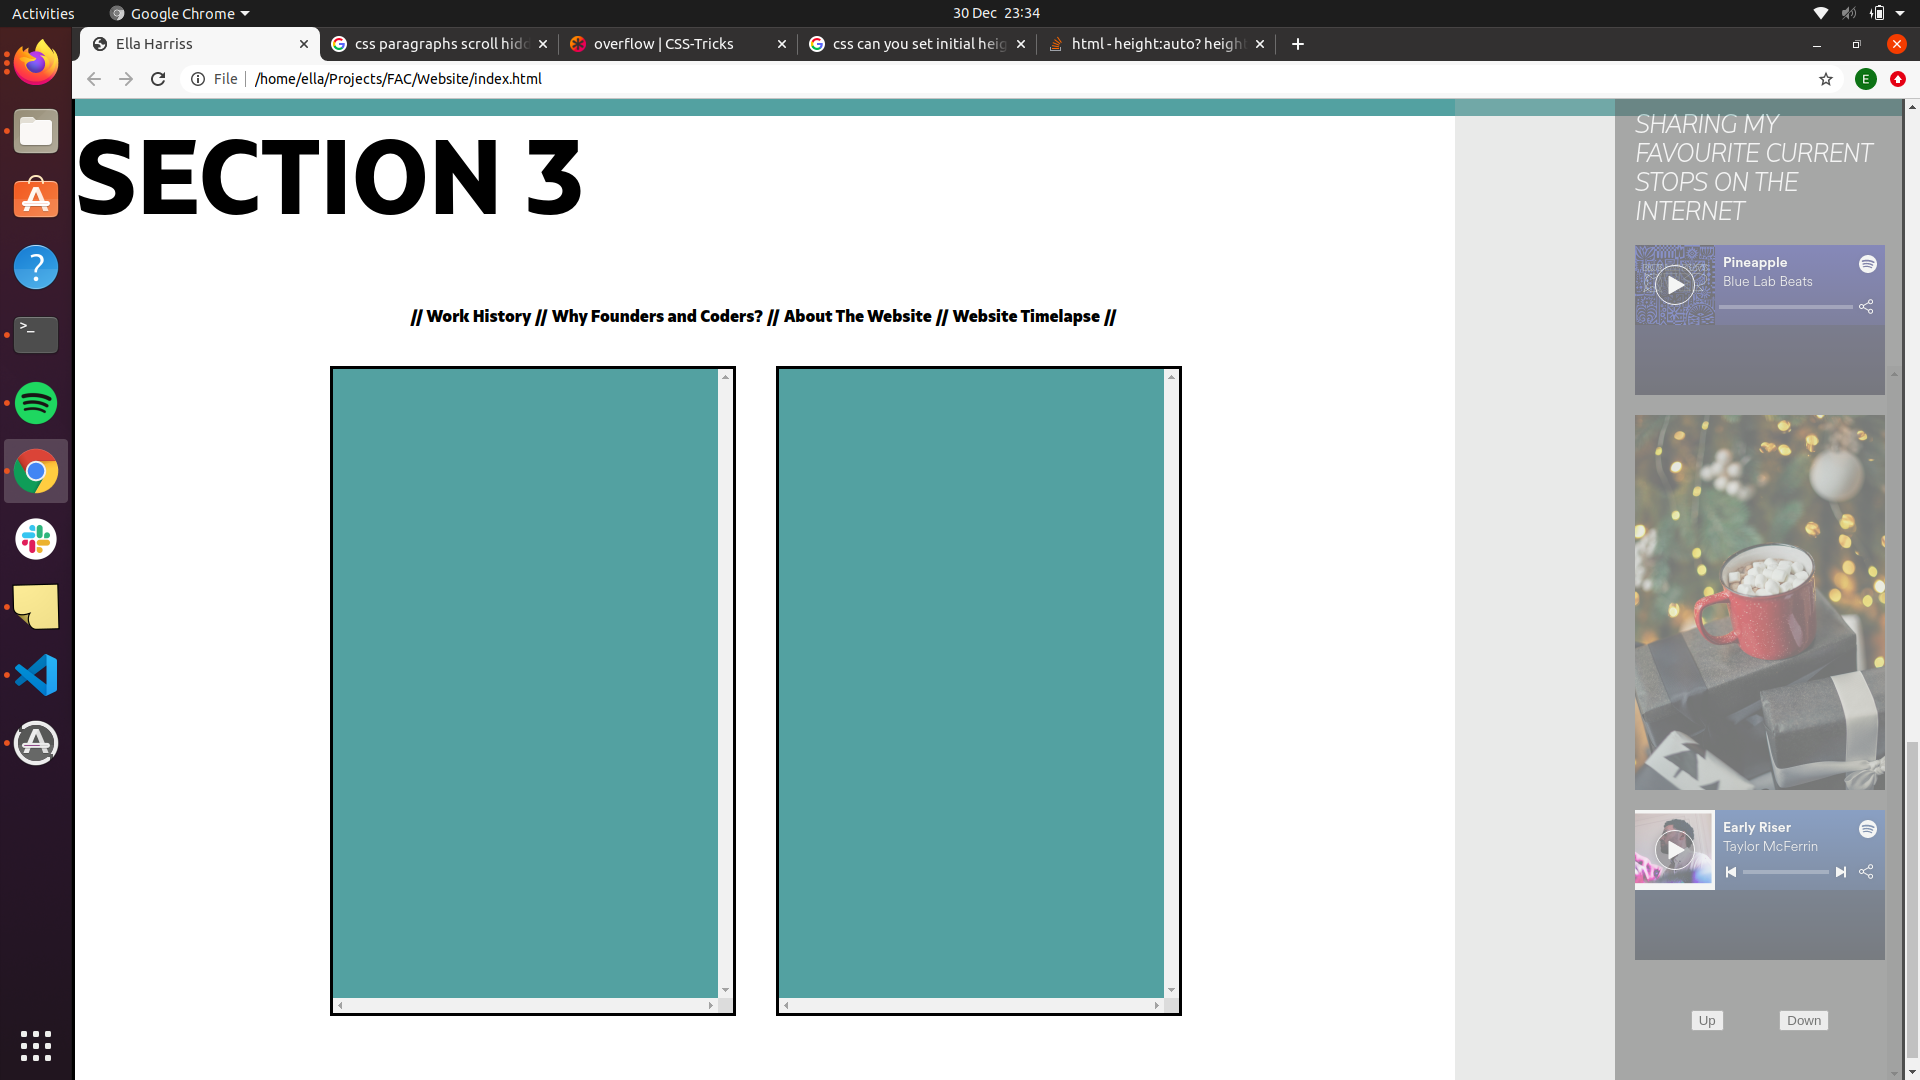 Activities
Google Chrome
30 Dec 23:34
Ella Harriss
css paragraphs scroll hidd
overflow | CSS-Tricks
css can you set initial heig
html - height:auto? height
File
/home/ella/Projects/FAC/Website/index.html
E
SECTION 3
// Work History // Why Founders and Coders? // About The Website // Website Timelapse //
SHARING MY
FAVOURITE CURRENT
STOPS ON THE
INTERNET
Pineapple
Blue Lab Beats
Early Riser
Taylor McFerrin
Up
Down